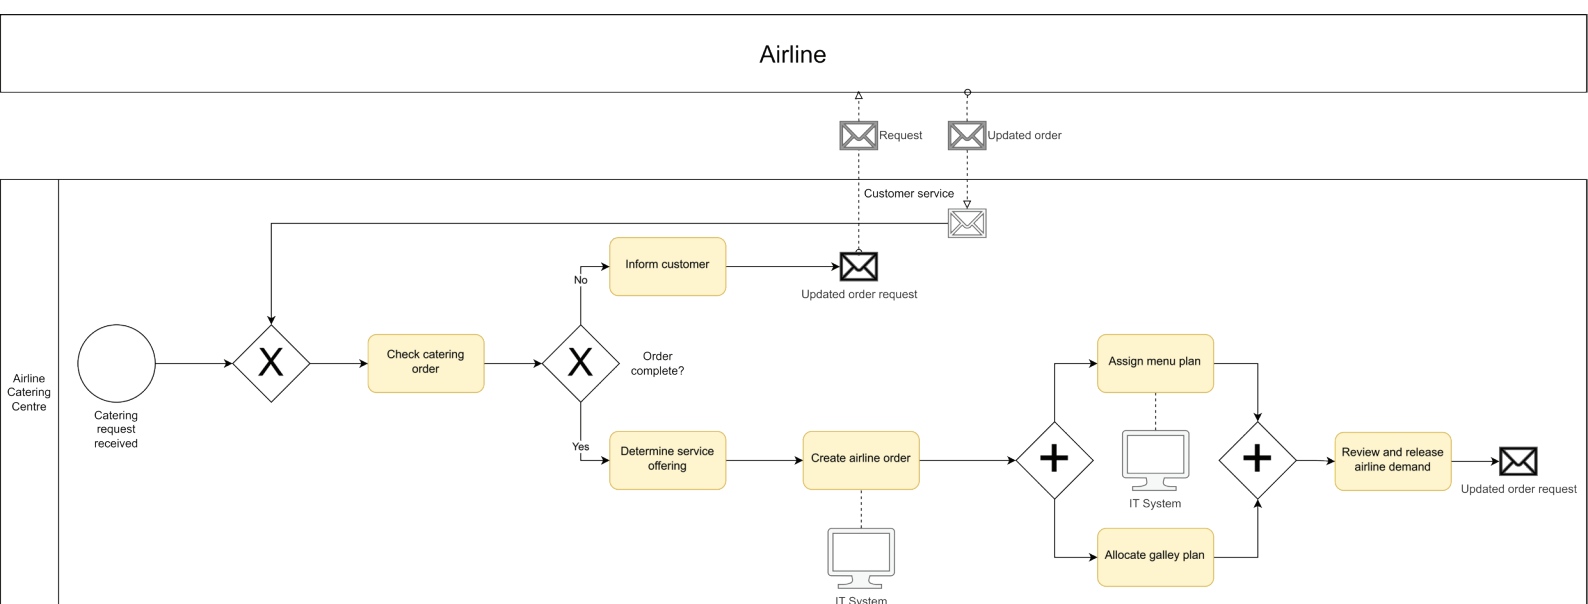 Airline
Request
Updated order
Customer service
Inform customer
No
Updated order request
X
Check catering
order
X
Order
complete?
Assign menu plan
Airline
Catering
Centre
Catering
request
received
Yes
Determine service
offering
Create airline order
IT System
Review and release
airline demand
Updated order request
Allocate galley plan
IT System